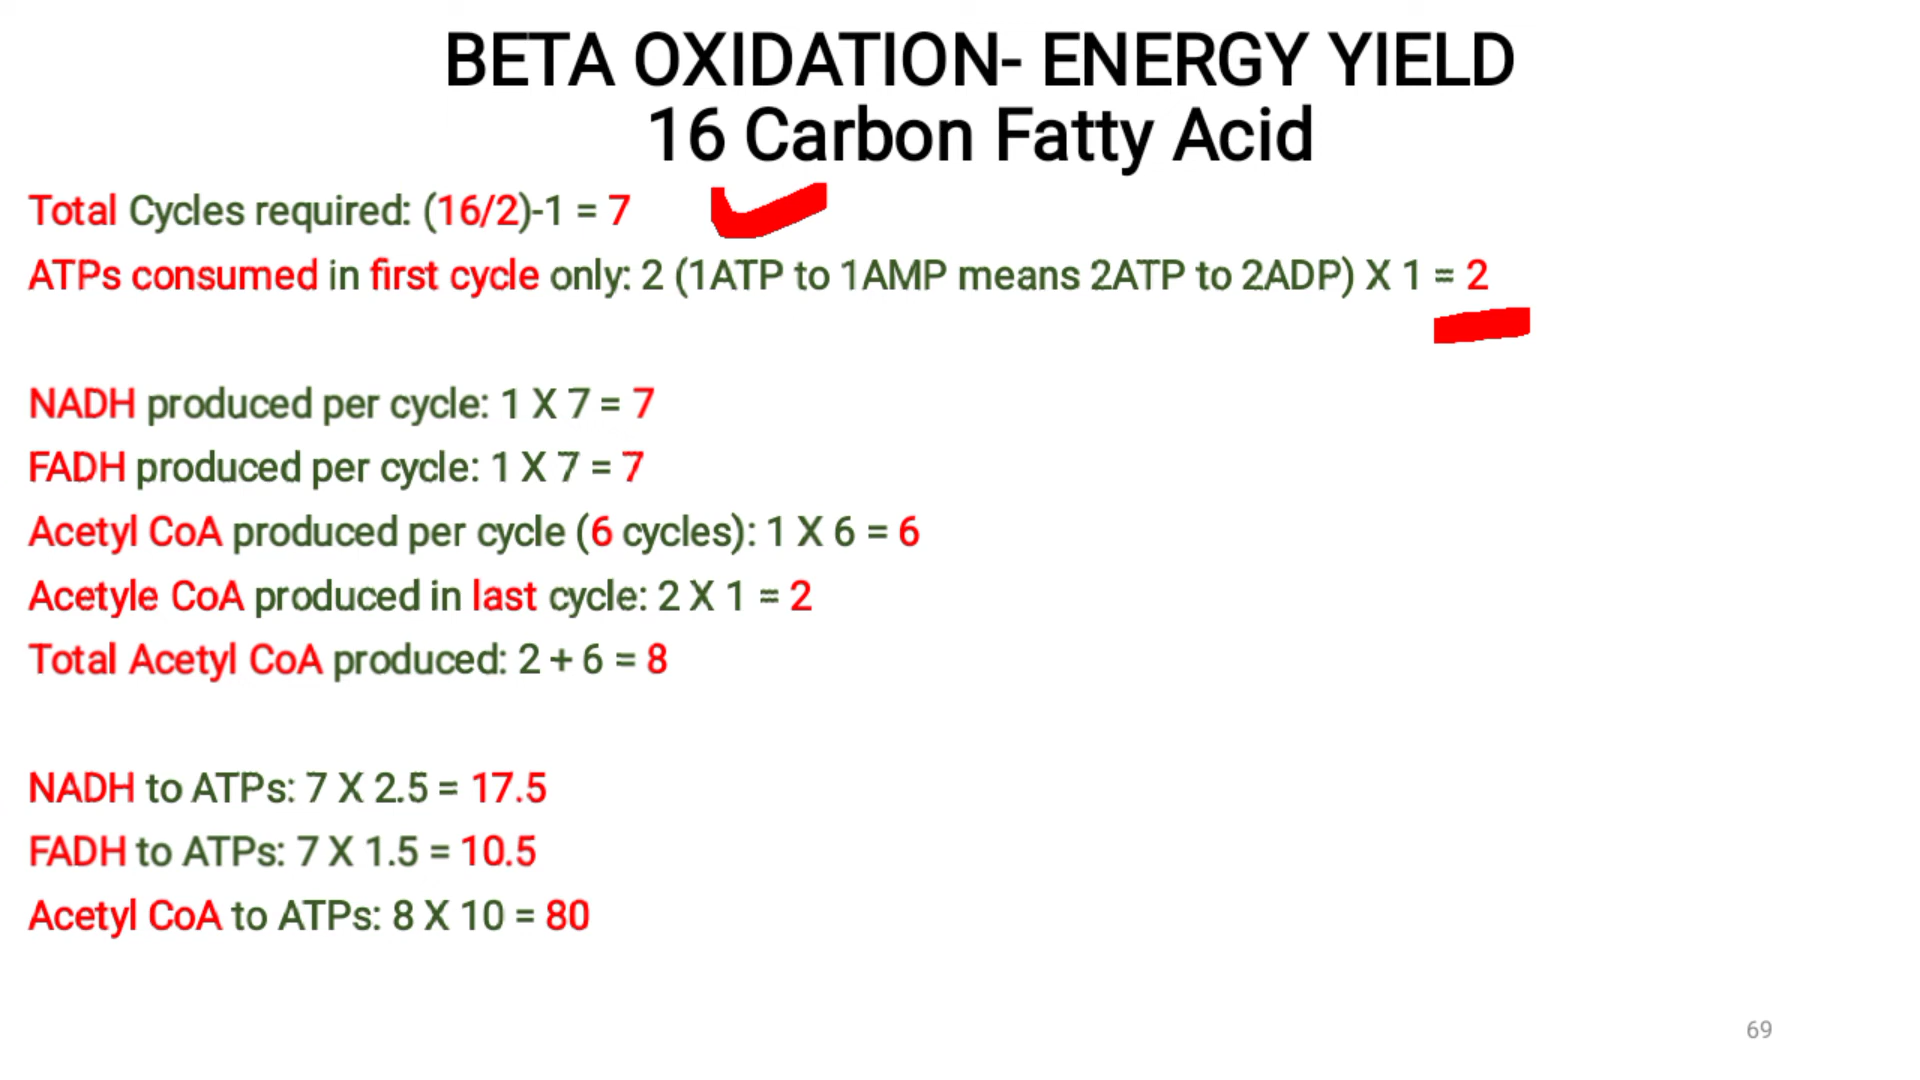 BETA OXIDATION- ENERGY YIELD
16 Carbon Fatty Acid
Total Cycles required: (16/2)-1 = 7
ATPs consumed in first cycle only: 2 (1ATP to 1AMP means 2ATP to 2ADP) X 1 = 2
NADH produced per cycle: 1 X 7 = 7
FADH produced per cycle: 1 X 7 = 7
Acetyl CoA produced per cycle (6 cycles): 1 X 6 = 6
Acetyle CoA produced in last cycle: 2 X 1 = 2
Total Acetyl CoA produced: 2 + 6 = 8
NADH to ATPs: 7 X 2.5 = 17.5
FADH to ATPs: 7 X 1.5 = 10.5
Acetyl CoA to ATPs: 8 X 10 = 80
69